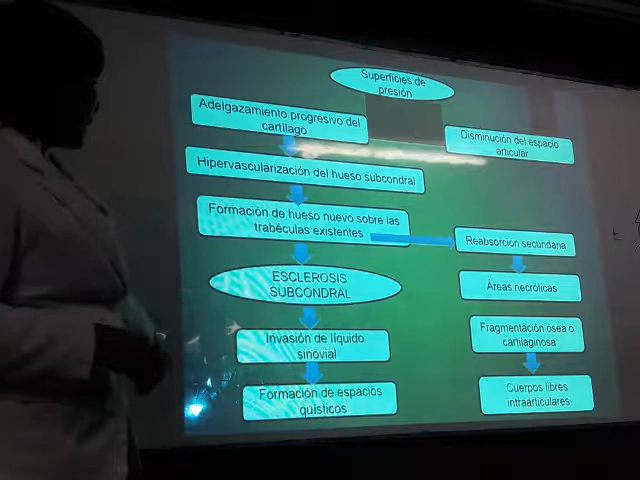 Superficies de
presión
Adelgazamiento progresivo del
cartílago
Disminución del espacio
articular
Hipervascularización del hueso subcondral
Formación de hueso nuevo sobre las
trabéculas existentes
Reabsorción secundaria
ESCLEROSIS
SUBCONDRAL
Áreas necróticas
Invasión de líquido
sinovial
Fragmentación ósea o
cartilaginosa
Formación de espacios
quísticos
Cuerpos libres
intraarticulares